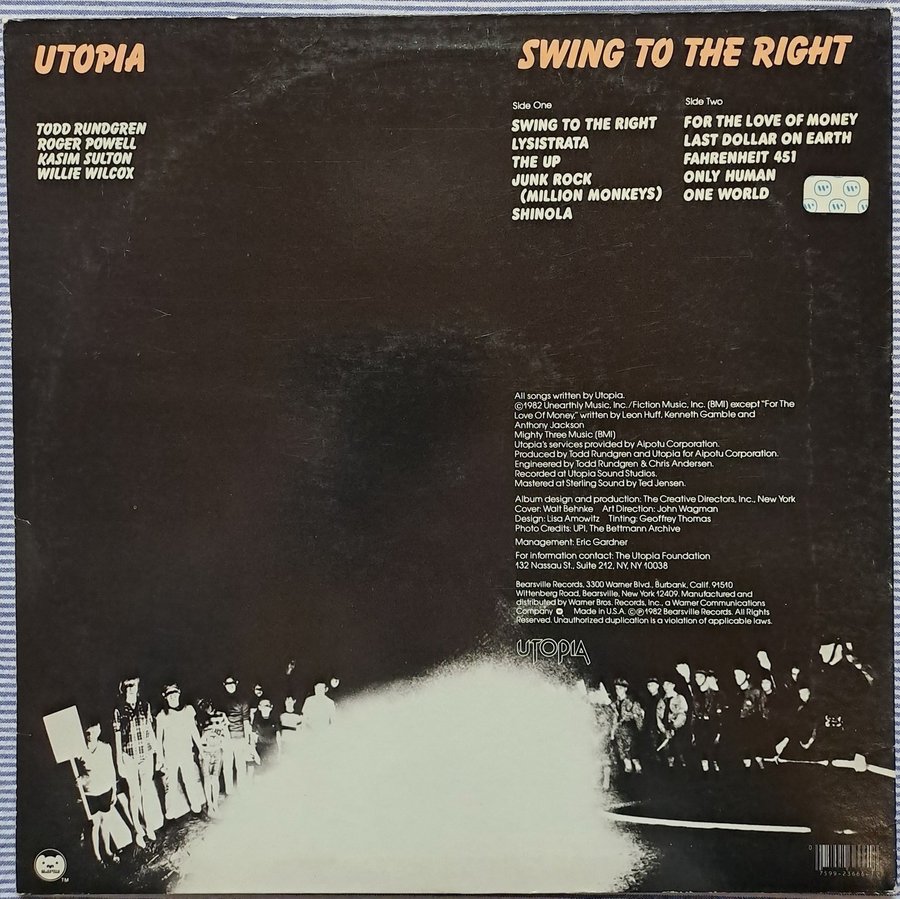 UTOPIA
SWING TO THE RIGHT
TODD RUNDGREN
ROGER POWELL
KASIM SULTON
WILLIE WILCOX
Side One
SWING TO THE RIGHT
LYSISTRATA
THE UP
JUNK ROCK
(MILLION MONKEYS)
SHINOLA
Side Two
FOR THE LOVE OF MONEY
LAST DOLLAR ON EARTH
FAHRENHEIT 451
ONLY HUMAN
ONE WORLD
All songs written by Utopia.
©1982 Unearthly Music, Inc./Fiction Music, Inc. (BMI) except "For The
Love Of Money," written by Leon Huff, Kenneth Gamble and
Anthony Jackson
Mighty Three Music (BMI)
Utopia's services provided by Aipotu Corporation.
Produced by Todd Rundgren and Utopia for Aipotu Corporation.
Engineered by Todd Rundgren & Chris Andersen.
Recorded at Utopia Sound Studios.
Mastered at Sterling Sound by Ted Jensen.
Album design and production: The Creative Directors, Inc., New York
Cover: Walt Behnke Art Direction: John Wagman
Design: Lisa Amowitz Tinting: Geoffrey Thomas
Photo Credits: UPI, The Bettmann Archive
Management: Eric Gardner
For information contact: The Utopia Foundation
132 Nassau St., Suite 212, NY, NY 10038
Bearsville Records, 3300 Warner Blvd., Burbank, Calif. 91510
Wittenberg Road, Bearsville, New York 12409. Manufactured and
distributed by Warner Bros. Records, Inc., a Warner Communications
Company Made in U.S.A. ©℗1982 Bearsville Records. All Rights
Reserved. Unauthorized duplication is a violation of applicable laws.
UTOPIA
TM